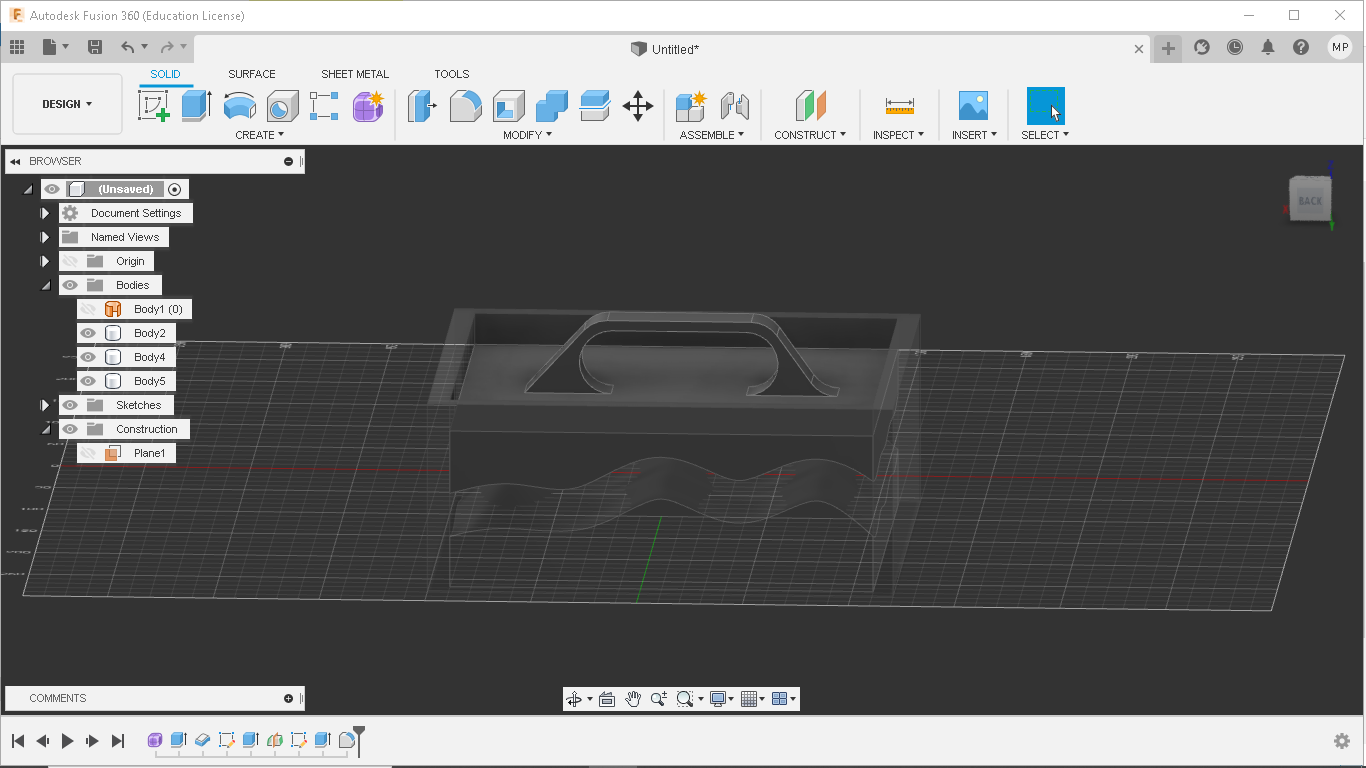 Autodesk Fusion 360 (Education License)
Untitled*
MP
SOLID SURFACE SHEET METAL TOOLS
DESIGN
CREATE MODIFY ASSEMBLE CONSTRUCT INSPECT INSERT SELECT
BROWSER
(Unsaved)
Document Settings
BACK
Named Views
Origin
Bodies
Body1 (0)
Body2
Body4
Body5
Sketches
Construction
Plane1
COMMENTS